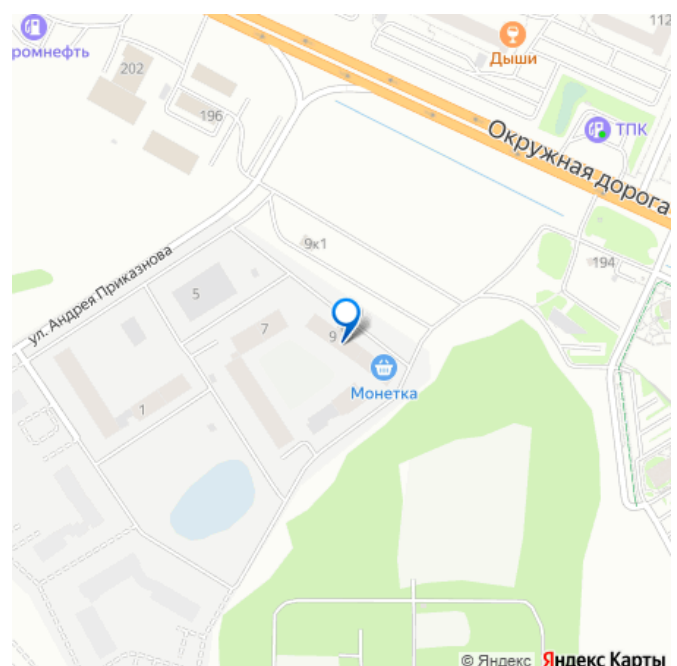 112
Дыши
ромнефть
202
196
ТПК
Окружная дорога
9к1
194
ул. Андрея Приказнова
5
7
9
Монетка
1
© Яндекс Яндекс Карты